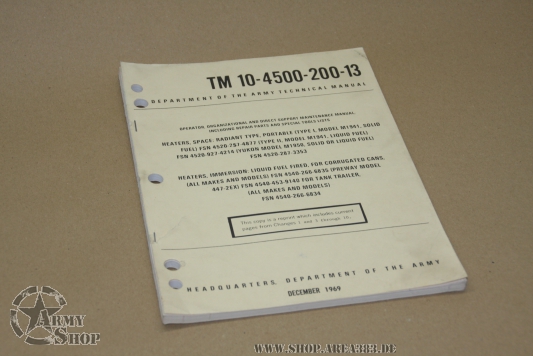 TM 10-4500-200-13
DEPARTMENT OF THE ARMY TECHNICAL MANUAL
OPERATOR, ORGANIZATIONAL AND DIRECT SUPPORT MAINTENANCE MANUAL
INCLUDING REPAIR PARTS AND SPECIAL TOOLS LISTS
HEATERS, SPACE: RADIANT TYPE, PORTABLE (TYPE I, MODEL M1941, SOLID
FUEL) FSN 4520-257-4877 (TYPE II, MODEL M1941, LIQUID FUEL)
FSN 4520-927-4214 (YUKON MODEL M1950, SOLID OR LIQUID FUEL)
FSN 4520-287-3353
HEATERS, IMMERSION: LIQUID FUEL FIRED, FOR CORRUGATED CANS,
(ALL MAKES AND MODELS) FSN 4540-266-6835 (PREWAY MODEL
447-2EX) FSN 4540-453-9140 FOR TANK TRAILER,
(ALL MAKES AND MODELS)
FSN 4540-266-6834
This copy is a reprint which includes current
pages from Changes 1 and 5 through 10.
HEADQUARTERS, DEPARTMENT OF THE ARMY
DECEMBER 1969
ARMY
SHOP
WWW.SHOP.AREA383.DE